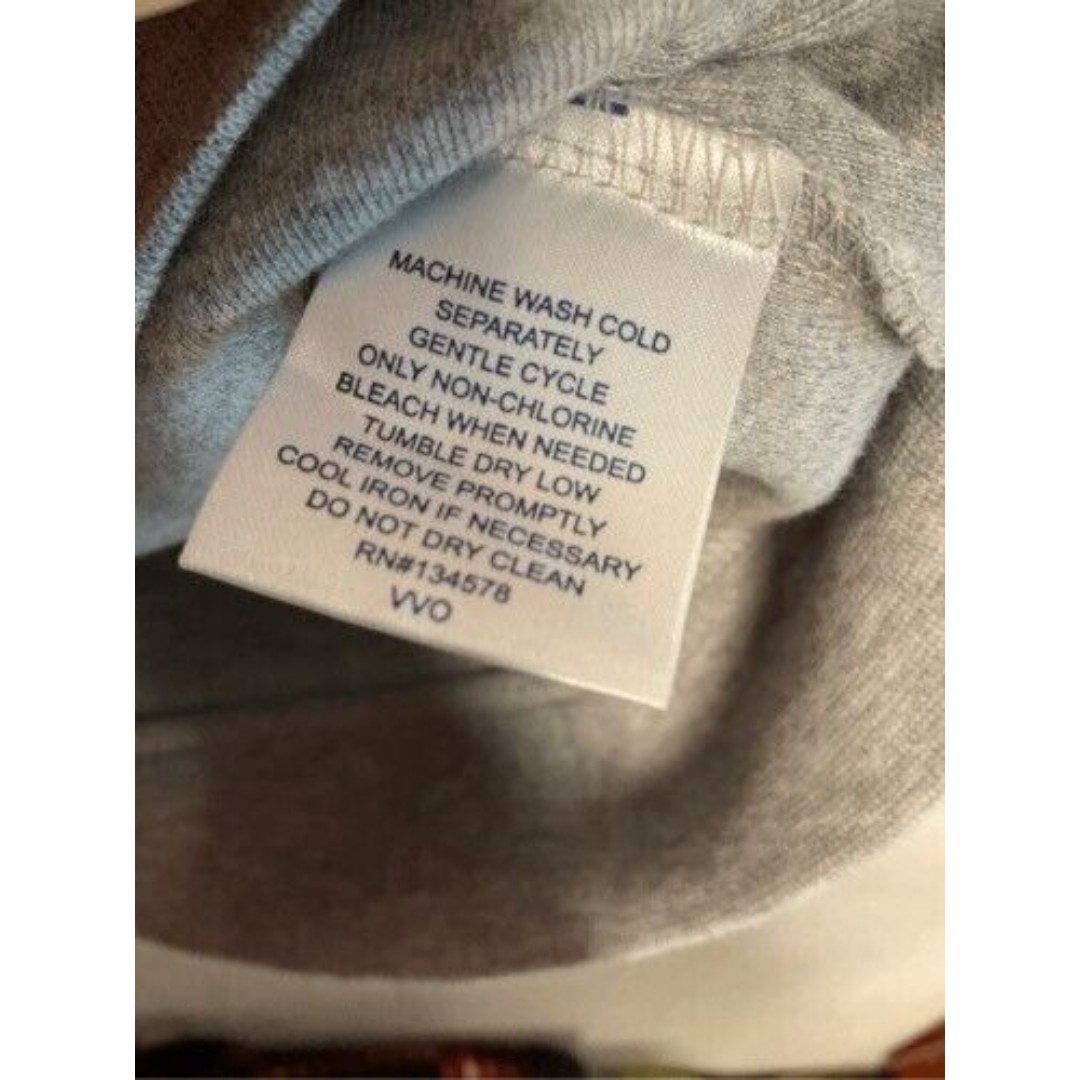 MACHINE WASH COLD
SEPARATELY
GENTLE CYCLE
ONLY NON-CHLORINE
BLEACH WHEN NEEDED
TUMBLE DRY LOW
REMOVE PROMPTLY
COOL IRON IF NECESSARY
DO NOT DRY CLEAN
RN#134578
VVO